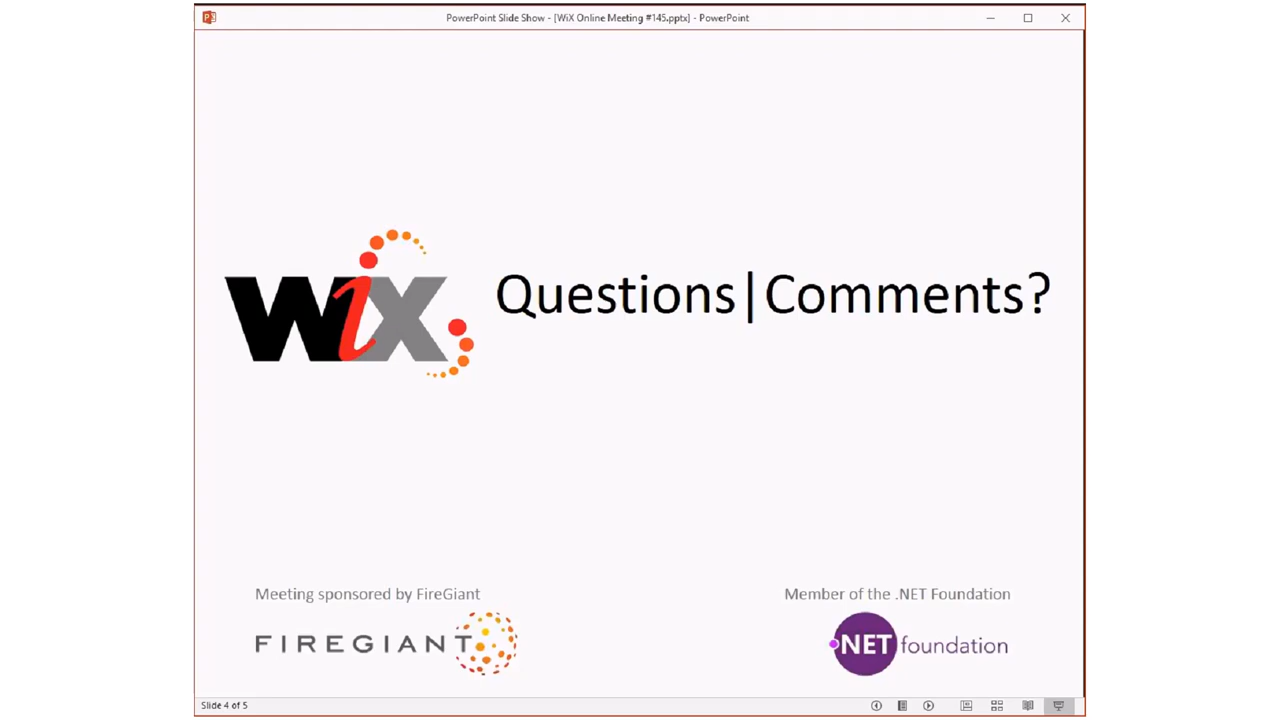 PowerPoint Slide Show - [WiX Online Meeting #145.pptx] - PowerPoint
WiX
Questions|Comments?
Meeting sponsored by FireGiant
FIREGIANT
Member of the .NET Foundation
.NET foundation
Slide 4 of 5